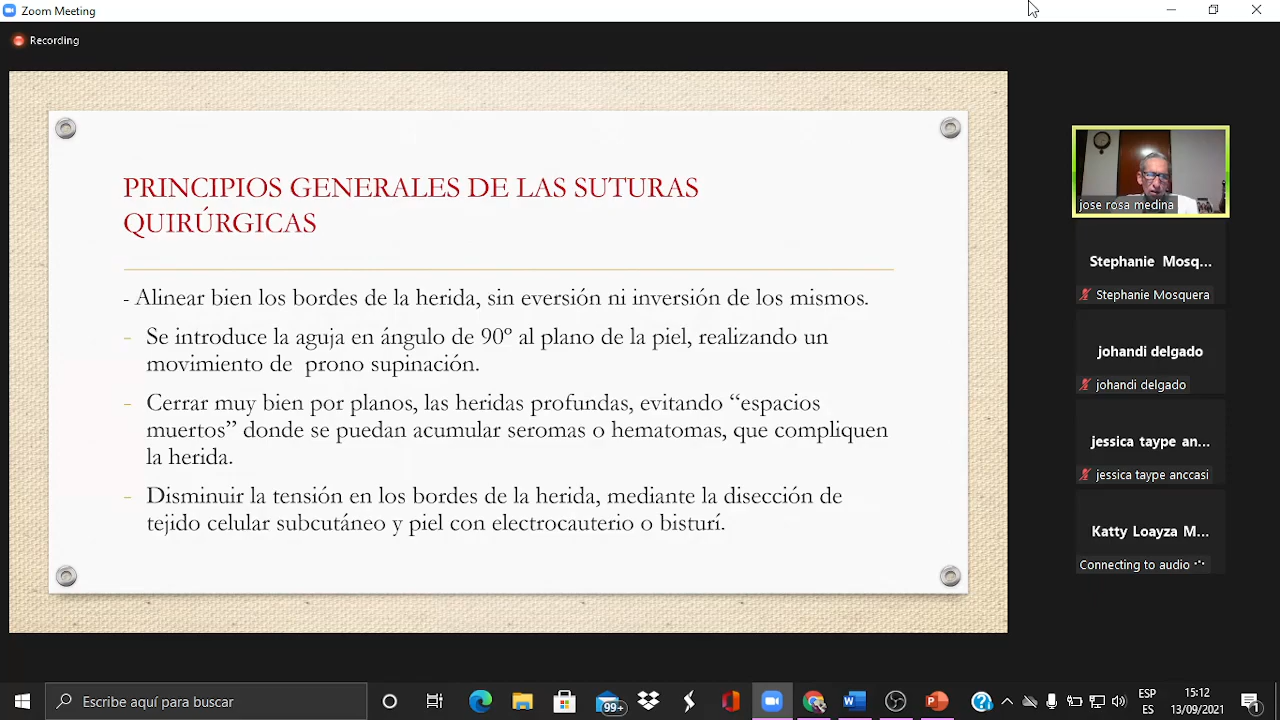 Zoom Meeting
Recording
PRINCIPIOS GENERALES DE LAS SUTURAS
QUIRÚRGICAS
- Alinear bien los bordes de la herida, sin eversión ni inversión de los mismos.
- Se introduce la aguja en ángulo de 90º al plano de la piel, realizando un
movimiento de prono supinación.
- Cerrar muy bien por planos, las heridas profundas, evitando “espacios
muertos” donde se puedan acumular seromas o hematomas, que compliquen
la herida.
- Disminuir la tensión en los bordes de la herida, mediante la disección de
tejido celular subcutáneo y piel con electrocauterio o bisturí.
jose rosa medina
Stephanie Mosq...
Stephanie Mosquera
johandi delgado
johandi delgado
jessica taype an...
jessica taype anccasi
Katty Loayza M...
Connecting to audio
Escribe aquí para buscar
99+
ESP
ES
15:12
13/09/2021
1